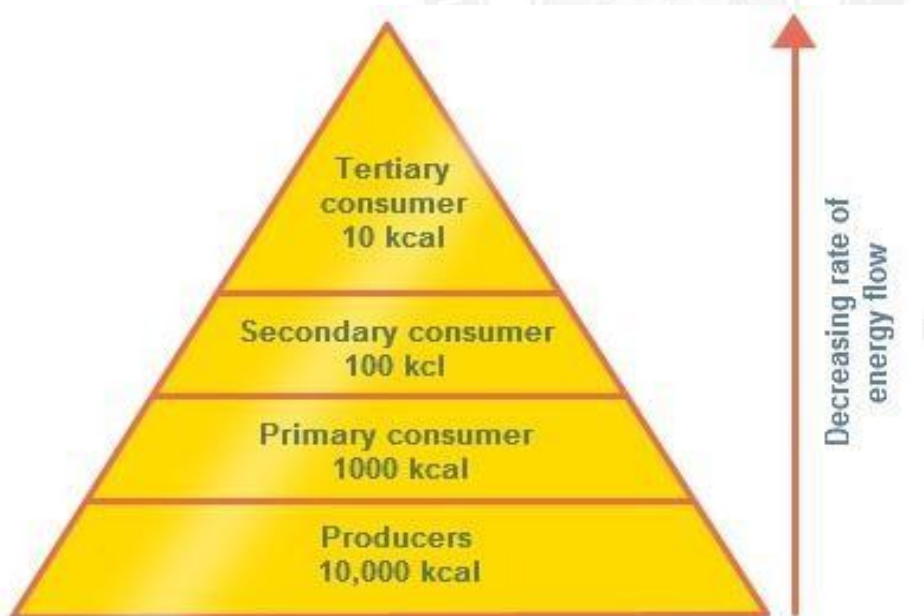 Tertiary
consumer
10 kcal
Secondary consumer
100 kcl
Primary consumer
1000 kcal
Producers
10,000 kcal
Decreasing rate of
energy flow